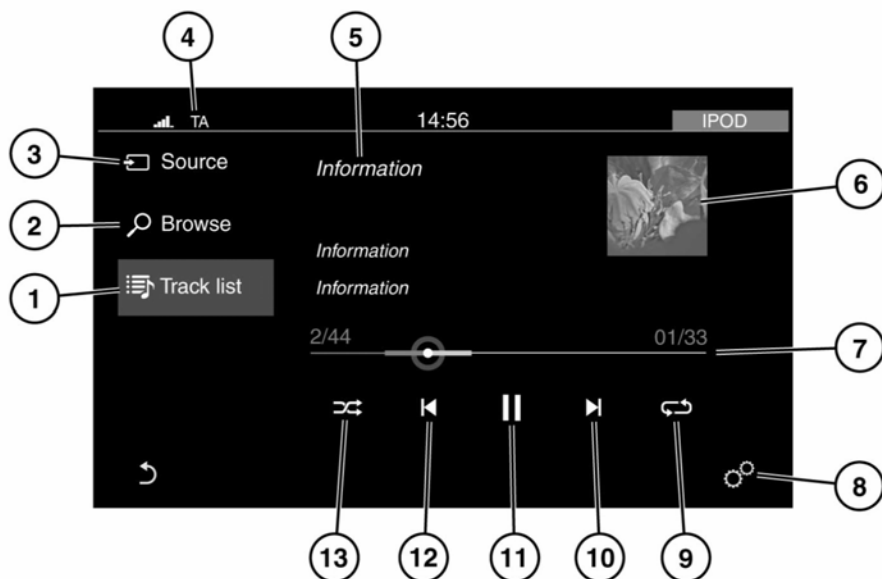 4
5
TA
14:56
IPOD
3
Source
Information
6
2
Browse
Information
1
Track list
Information
2/44
01/33
7
8
13
12
11
10
9